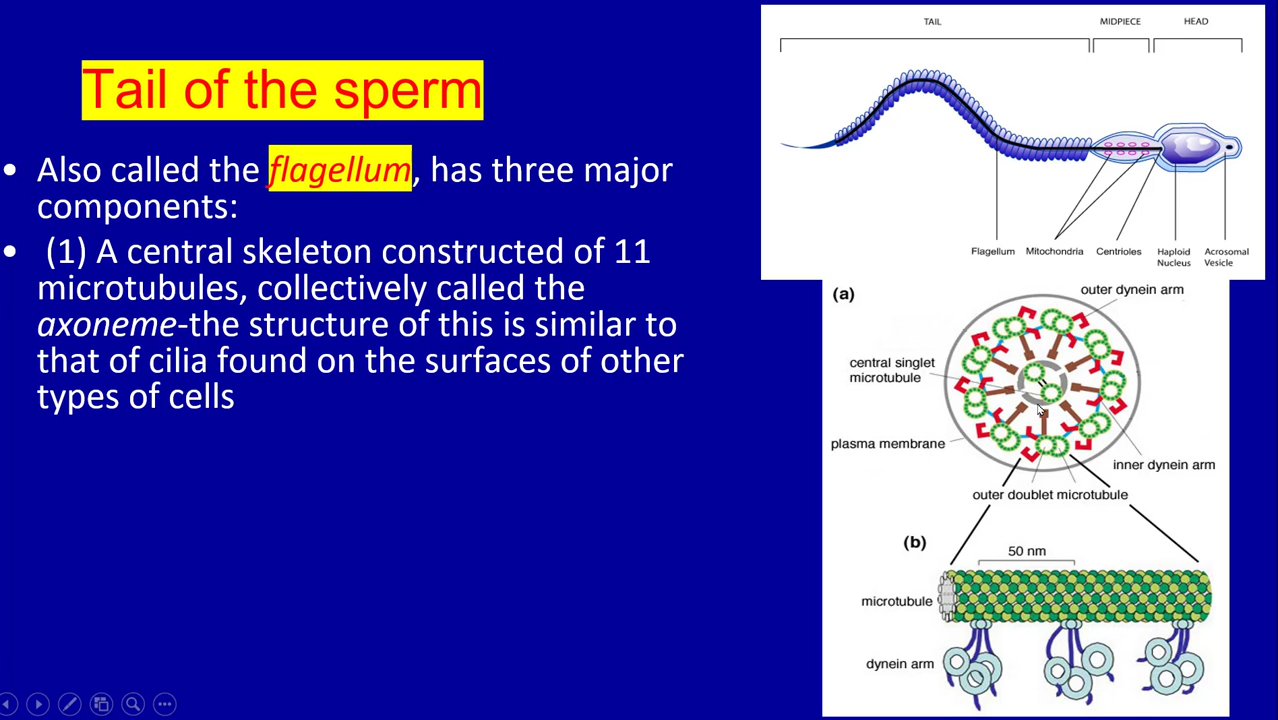 Tail of the sperm
• Also called the flagellum, has three major
components:
• (1) A central skeleton constructed of 11
microtubules, collectively called the
axoneme-the structure of this is similar to
that of cilia found on the surfaces of other
types of cells
TAIL
MIDPIECE
HEAD
Flagellum
Mitochondria
Centrioles
Haploid
Nucleus
Acrosomal
Vesicle
(a)
outer dynein arm
central singlet
microtubule
plasma membrane
inner dynein arm
outer doublet microtubule
(b)
50 nm
microtubule
dynein arm